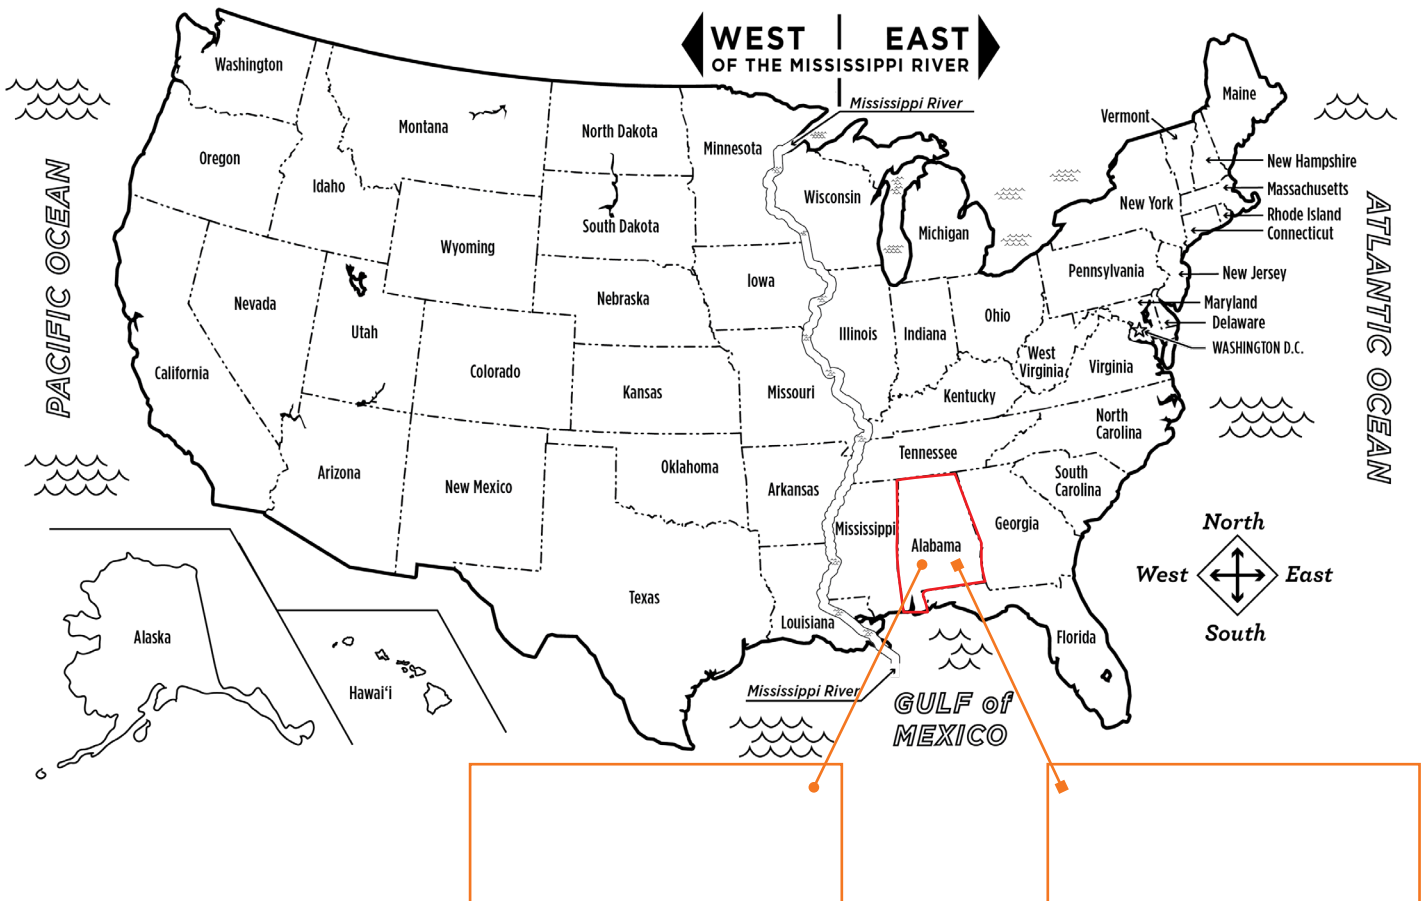 WEST | EAST
OF THE MISSISSIPPI RIVER
Mississippi River
Washington
Oregon
Idaho
Montana
North Dakota
Minnesota
Wisconsin
Michigan
Maine
Vermont
New Hampshire
Massachusetts
Rhode Island
Connecticut
New York
Pennsylvania
New Jersey
Maryland
Delaware
WASHINGTON D.C.
PACIFIC OCEAN
ATLANTIC OCEAN
South Dakota
Wyoming
Nebraska
Iowa
Nevada
Utah
Colorado
California
Kansas
Missouri
Illinois
Indiana
Ohio
West
Virginia
Virginia
Kentucky
North
Carolina
Tennessee
South
Carolina
Arizona
New Mexico
Oklahoma
Arkansas
Mississippi
Alabama
Georgia
Texas
Louisiana
Florida
North
West
East
South
Alaska
Hawai‘i
Mississippi River
GULF of
MEXICO